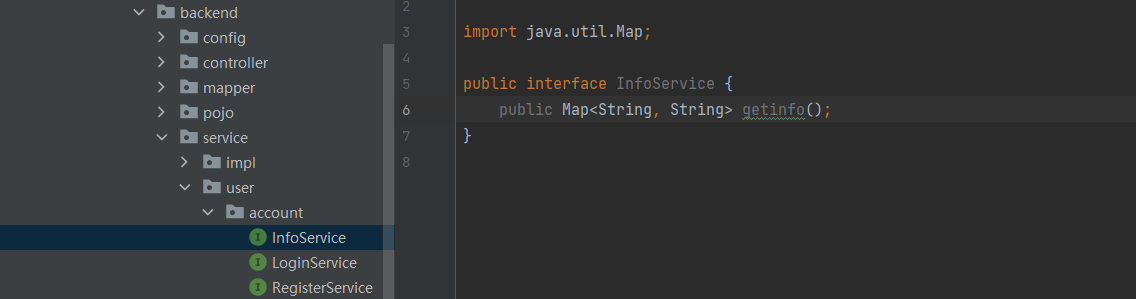 backend
config
controller
mapper
pojo
service
impl
user
account
I InfoService
I LoginService
I RegisterService
2
3 import java.util.Map;
4
5 public interface InfoService {
6 public Map<String, String> getinfo();
7 }
8